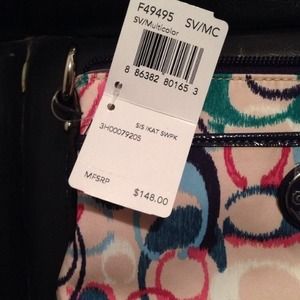 F49495 SV/MC
SV/Multicolor
8 86382 80165 3
SIS IKAT SWPK
3H00079205
MFSRP
$148.00